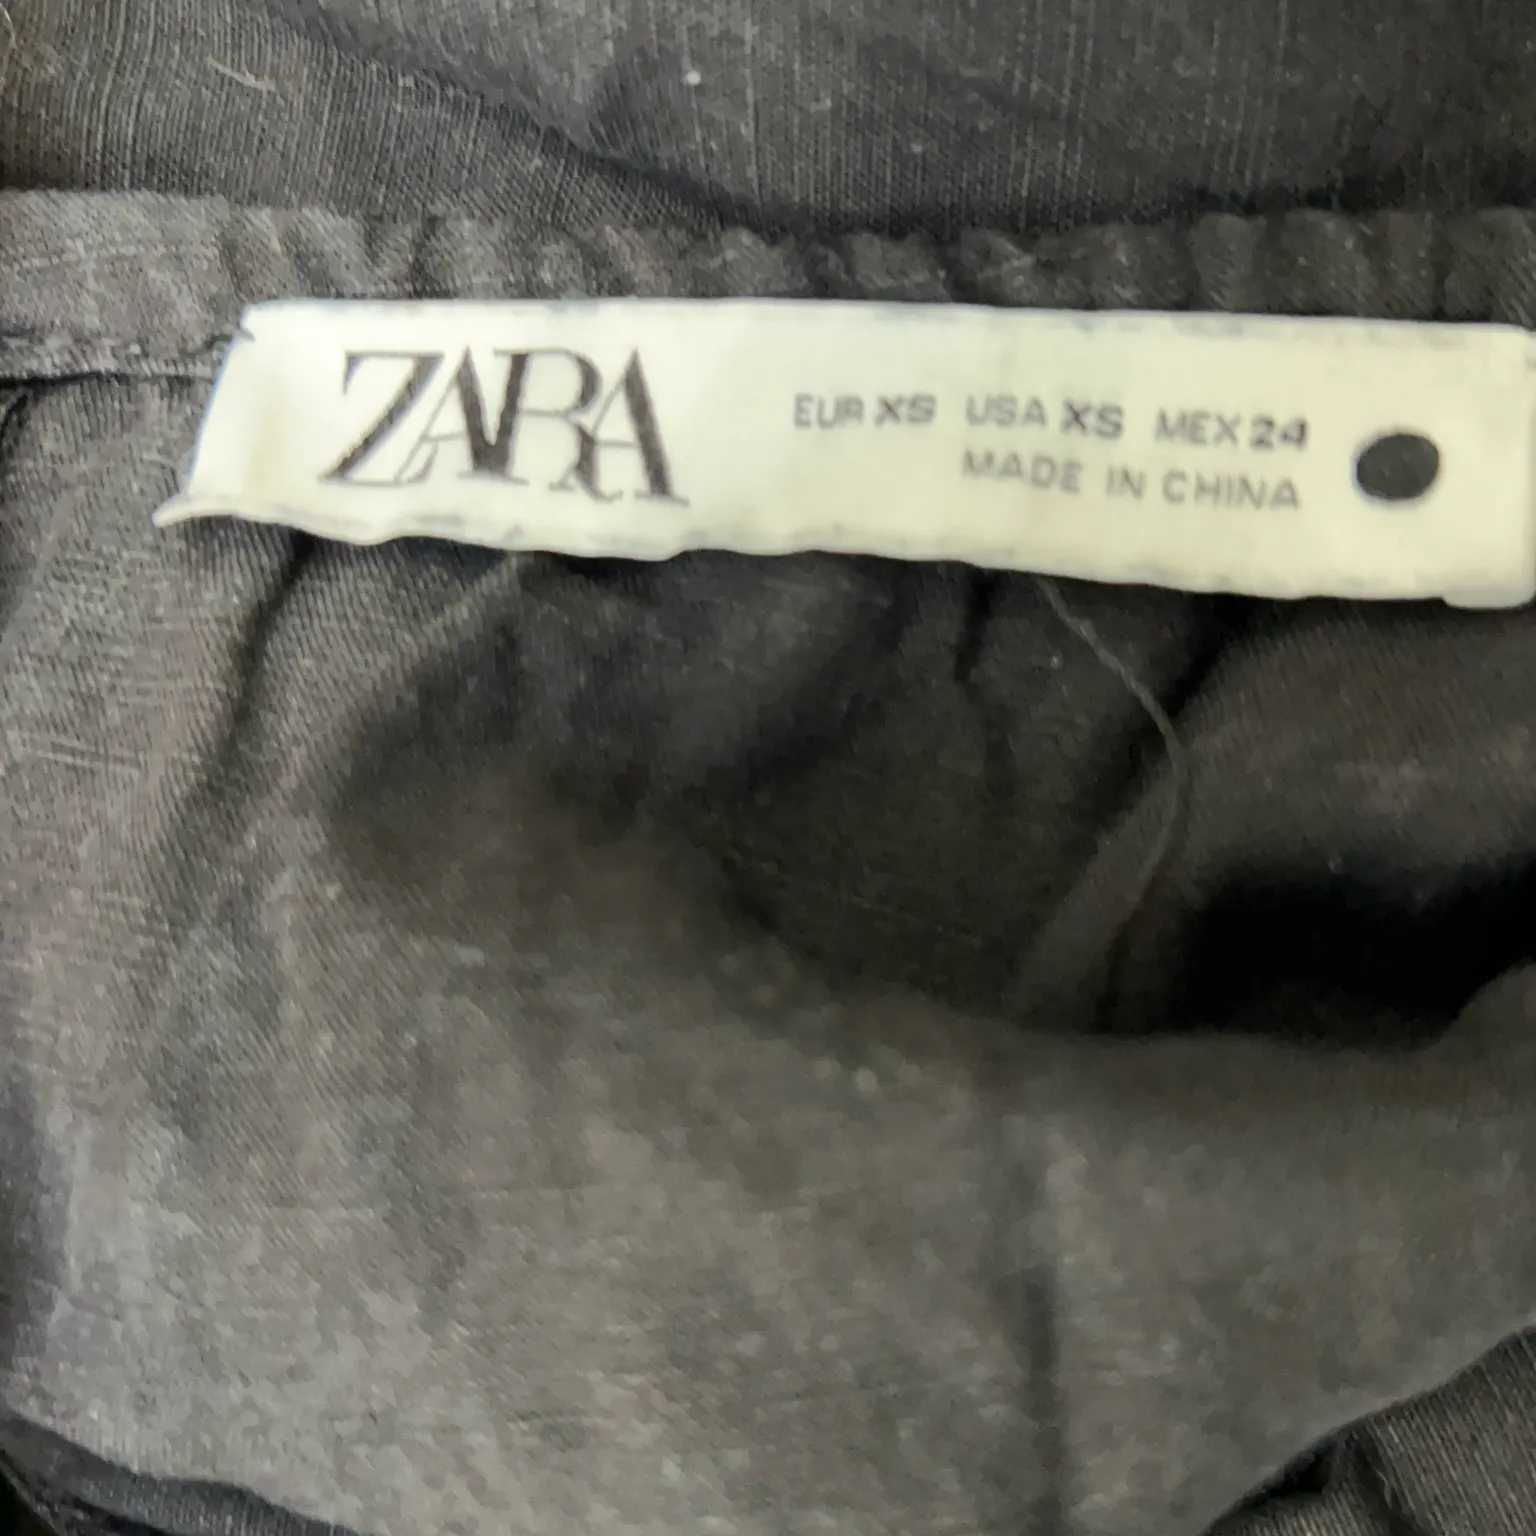 ZARA
EUR XS USA XS MEX 24
MADE IN CHINA